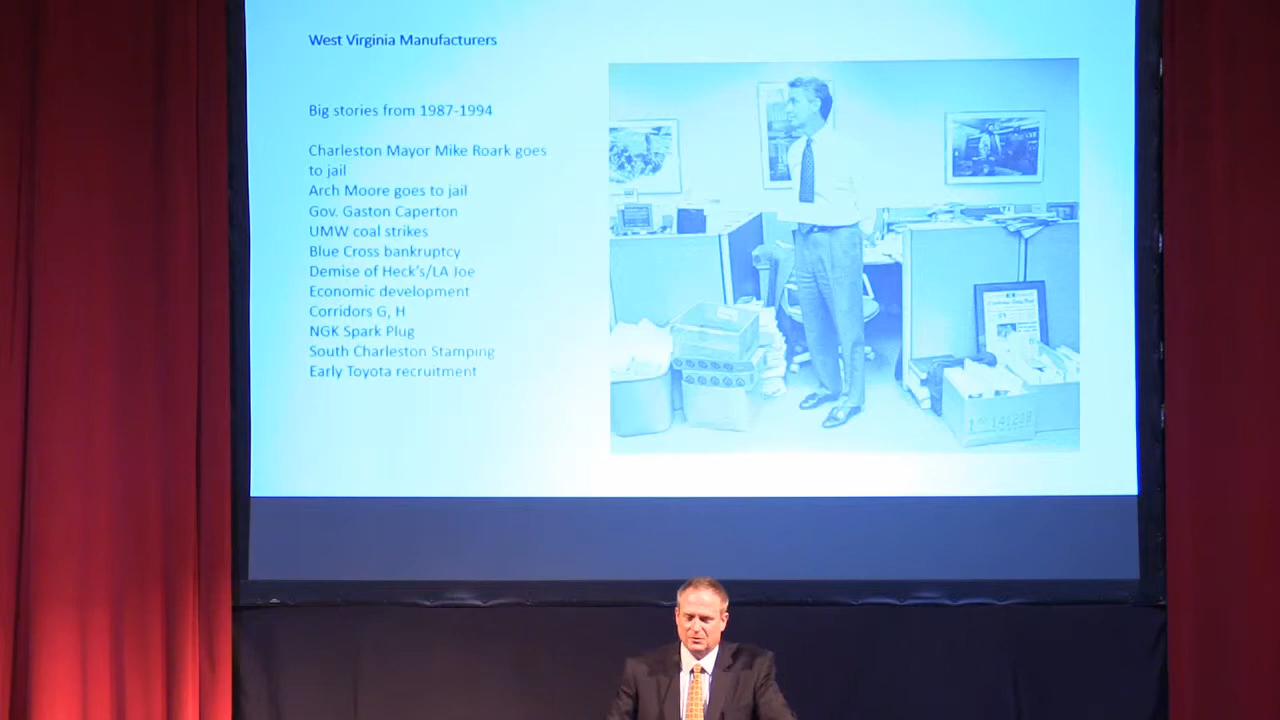 West Virginia Manufacturers
Big stories from 1987-1994
Charleston Mayor Mike Roark goes
to jail
Arch Moore goes to jail
Gov. Gaston Caperton
UMW coal strikes
Blue Cross bankruptcy
Demise of Heck's/LA Joe
Economic development
Corridors G, H
NGK Spark Plug
South Charleston Stamping
Early Toyota recruitment